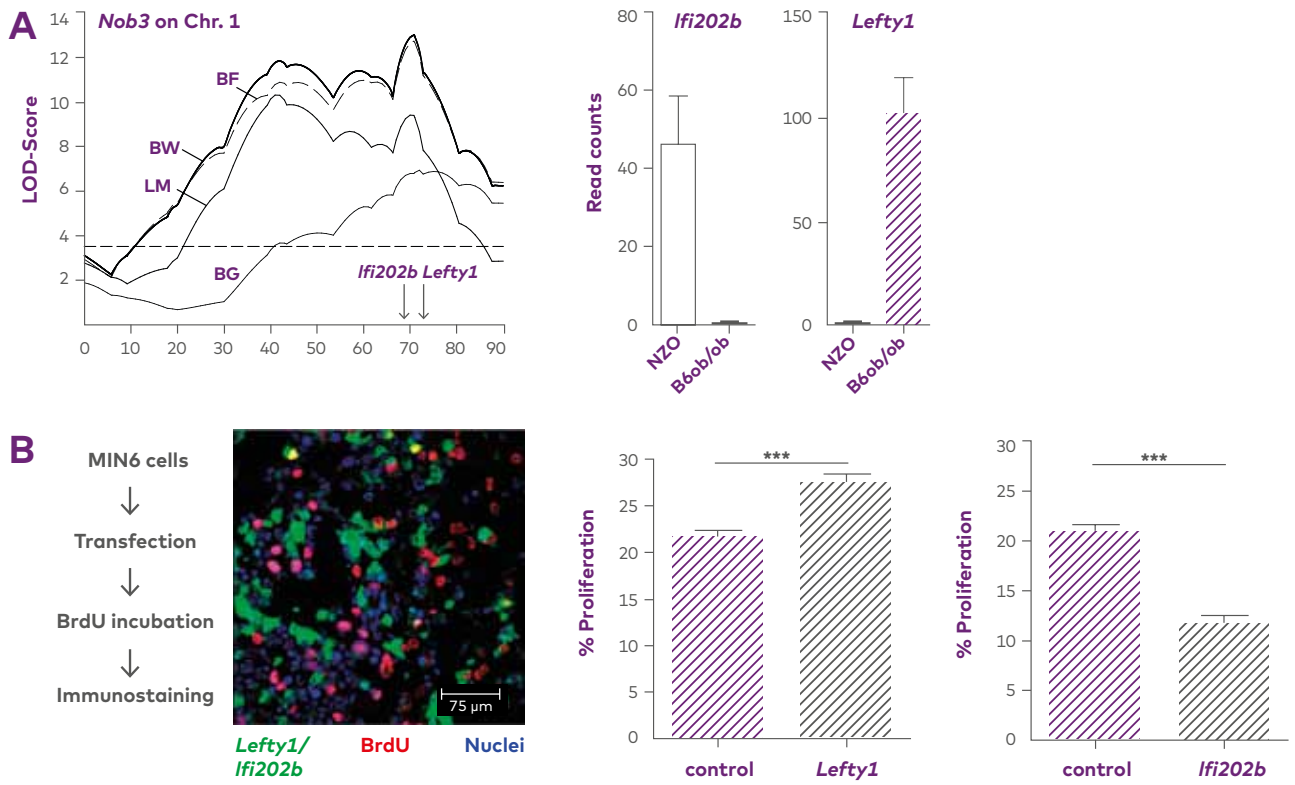 A
Nob3 on Chr. 1
LOD-Score
14
12
10
8
6
4
2
BF
BW
LM
BG
lfi202b Lefty1
0 10 20 30 40 50 60 70 80 90
Read counts
80
60
40
20
0
lfi202b
NZO
B6ob/ob
150
100
50
0
Lefty1
NZO
B6ob/ob
B
MIN6 cells
Transfection
BrdU incubation
Immunostaining
75 µm
Lefty1/
lfi202b
BrdU
Nuclei
% Proliferation
30
25
20
15
10
5
0
***
control
Lefty1
% Proliferation
30
25
20
15
10
5
0
***
control
lfi202b